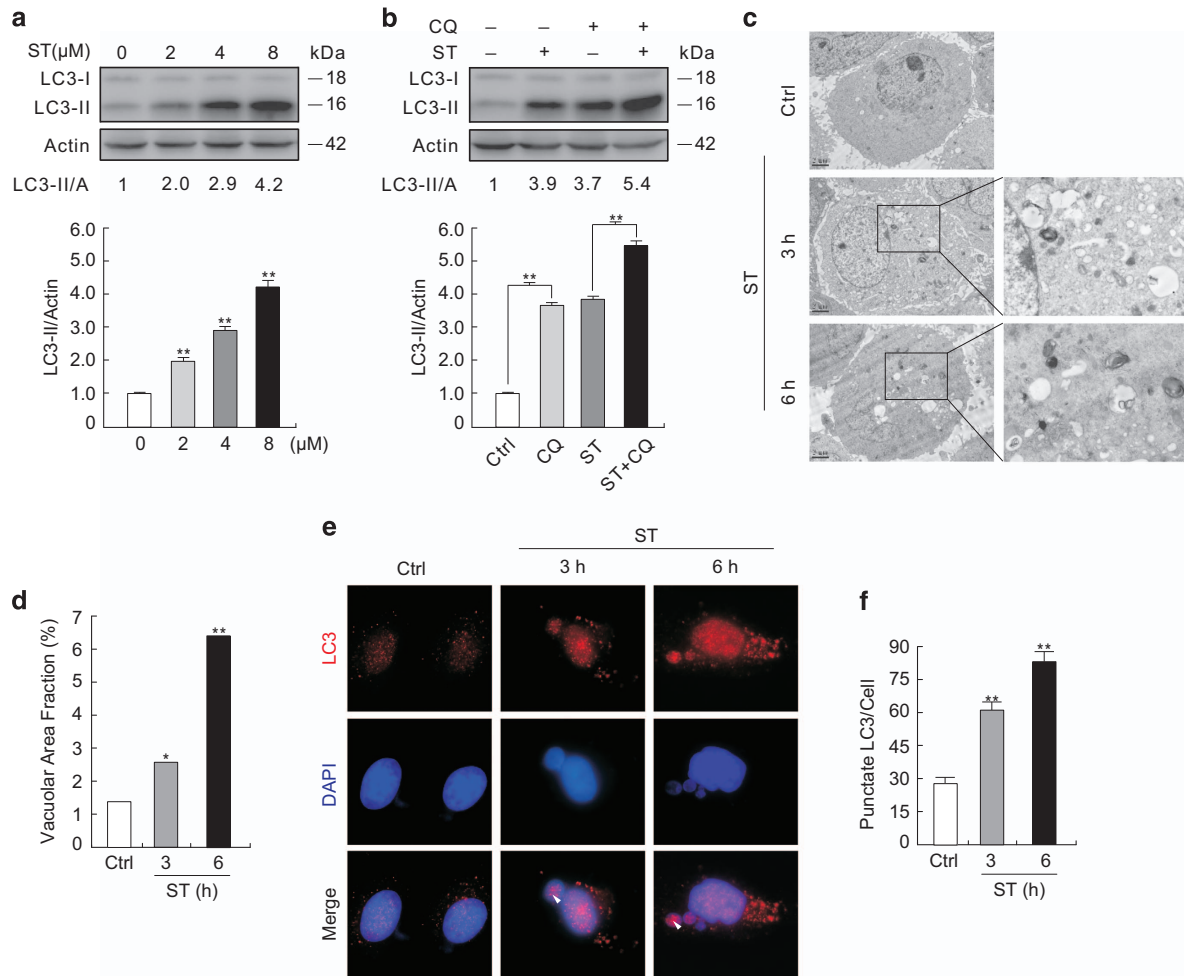 a
ST(µM) 0 2 4 8 kDa
LC3-I
18
LC3-II
16
Actin
42
LC3-II/A 1 2.0 2.9 4.2
LC3-II/Actin
6.0
5.0
4.0
3.0
2.0
1.0
0
**
**
**
0 2 4 8 (µM)
b
CQ – – + +
ST – + – +
kDa
LC3-I
18
LC3-II
16
Actin
42
LC3-II/A 1 3.9 3.7 5.4
LC3-II/Actin
6.0
5.0
4.0
3.0
2.0
1.0
0
**
**
Ctrl CQ ST ST+CQ
c
Ctrl
ST
3 h
6 h
d
Vacuolar Area Fraction (%)
7
6
5
4
3
2
1
0
*
**
Ctrl 3 6
ST (h)
e
ST
Ctrl 3 h 6 h
LC3
DAPI
Merge
f
Punctate LC3/Cell
90
75
60
45
30
15
0
**
**
Ctrl 3 6
ST (h)